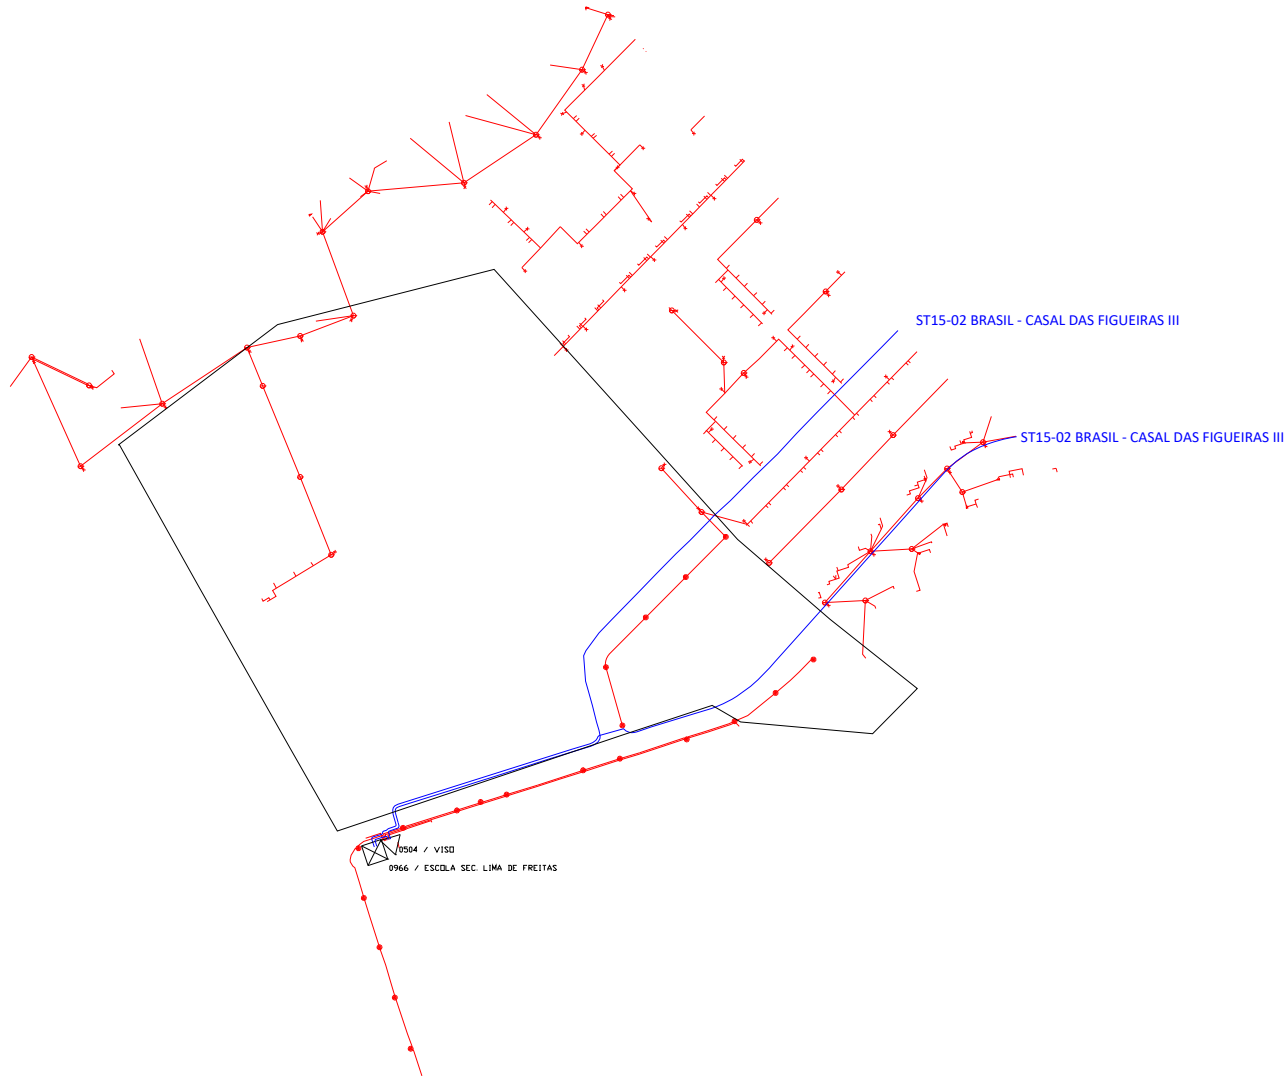 ST15-02 BRASIL - CASAL DAS FIGUEIRAS III
ST15-02 BRASIL - CASAL DAS FIGUEIRAS III
0504 / VISO
0966 / ESCOLA SEC. LIMA DE FREITAS